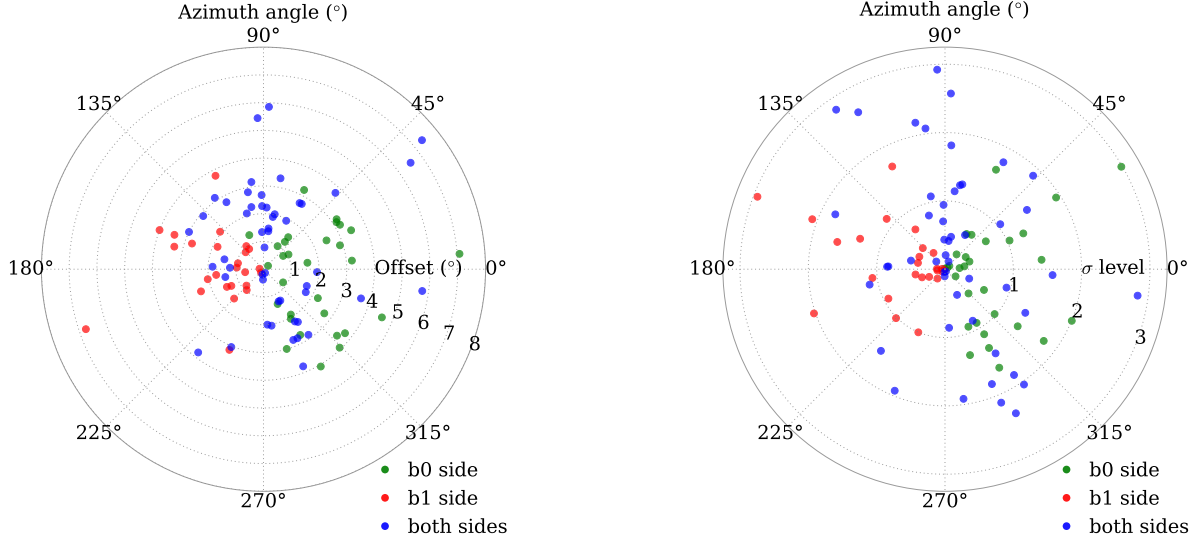 Azimuth angle (°)
90°
135°
45°
180°
Offset (°)
0°
1
2
3
4
5
6
7
8
225°
315°
270°
b0 side
b1 side
both sides
Azimuth angle (°)
90°
135°
45°
180°
σ level
0°
1
2
3
225°
315°
270°
b0 side
b1 side
both sides